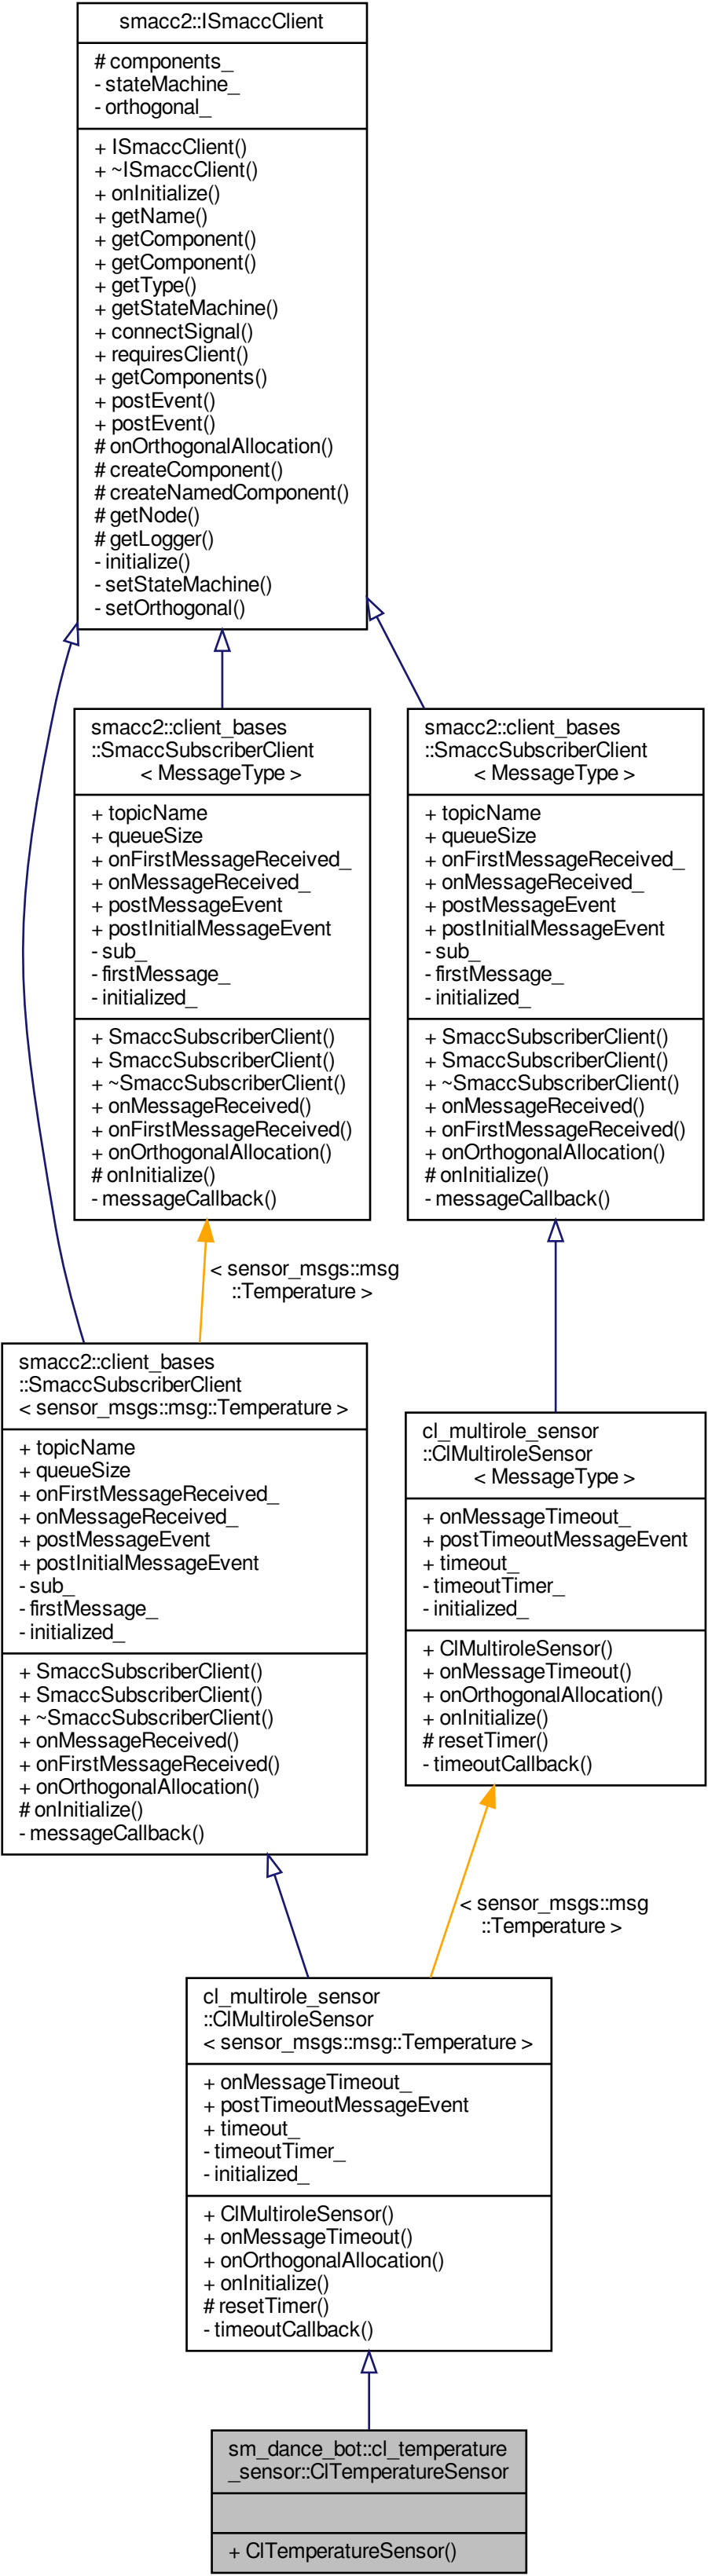 smacc2::ISmaccClient
# components_
- stateMachine_
- orthogonal_
+ ISmaccClient()
+ ~ISmaccClient()
+ onInitialize()
+ getName()
+ getComponent()
+ getComponent()
+ getType()
+ getStateMachine()
+ connectSignal()
+ requiresClient()
+ getComponents()
+ postEvent()
+ postEvent()
# onOrthogonalAllocation()
# createComponent()
# createNamedComponent()
# getNode()
# getLogger()
- initialize()
- setStateMachine()
- setOrthogonal()
smacc2::client_bases
::SmaccSubscriberClient
< MessageType >
+ topicName
+ queueSize
+ onFirstMessageReceived_
+ onMessageReceived_
+ postMessageEvent
+ postInitialMessageEvent
- sub_
- firstMessage_
- initialized_
+ SmaccSubscriberClient()
+ SmaccSubscriberClient()
+ ~SmaccSubscriberClient()
+ onMessageReceived()
+ onFirstMessageReceived()
+ onOrthogonalAllocation()
# onInitialize()
- messageCallback()
smacc2::client_bases
::SmaccSubscriberClient
< MessageType >
+ topicName
+ queueSize
+ onFirstMessageReceived_
+ onMessageReceived_
+ postMessageEvent
+ postInitialMessageEvent
- sub_
- firstMessage_
- initialized_
+ SmaccSubscriberClient()
+ SmaccSubscriberClient()
+ ~SmaccSubscriberClient()
+ onMessageReceived()
+ onFirstMessageReceived()
+ onOrthogonalAllocation()
# onInitialize()
- messageCallback()
< sensor_msgs::msg
::Temperature >
smacc2::client_bases
::SmaccSubscriberClient
< sensor_msgs::msg::Temperature >
+ topicName
+ queueSize
+ onFirstMessageReceived_
+ onMessageReceived_
+ postMessageEvent
+ postInitialMessageEvent
- sub_
- firstMessage_
- initialized_
+ SmaccSubscriberClient()
+ SmaccSubscriberClient()
+ ~SmaccSubscriberClient()
+ onMessageReceived()
+ onFirstMessageReceived()
+ onOrthogonalAllocation()
# onInitialize()
- messageCallback()
cl_multirole_sensor
::ClMultiroleSensor
< MessageType >
+ onMessageTimeout_
+ postTimeoutMessageEvent
+ timeout_
- timeoutTimer_
- initialized_
+ ClMultiroleSensor()
+ onMessageTimeout()
+ onOrthogonalAllocation()
+ onInitialize()
# resetTimer()
- timeoutCallback()
< sensor_msgs::msg
::Temperature >
cl_multirole_sensor
::ClMultiroleSensor
< sensor_msgs::msg::Temperature >
+ onMessageTimeout_
+ postTimeoutMessageEvent
+ timeout_
- timeoutTimer_
- initialized_
+ ClMultiroleSensor()
+ onMessageTimeout()
+ onOrthogonalAllocation()
+ onInitialize()
# resetTimer()
- timeoutCallback()
sm_dance_bot::cl_temperature
_sensor::ClTemperatureSensor
+ ClTemperatureSensor()